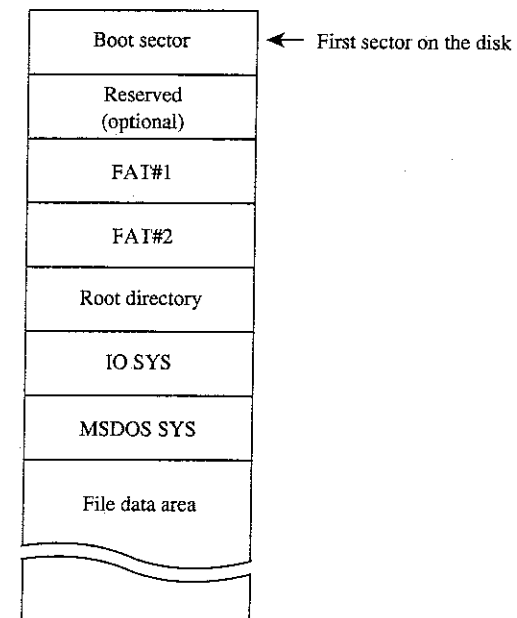 Boot sector
First sector on the disk
Reserved
(optional)
FAT#1
FAT#2
Root directory
IO SYS
MSDOS SYS
File data area